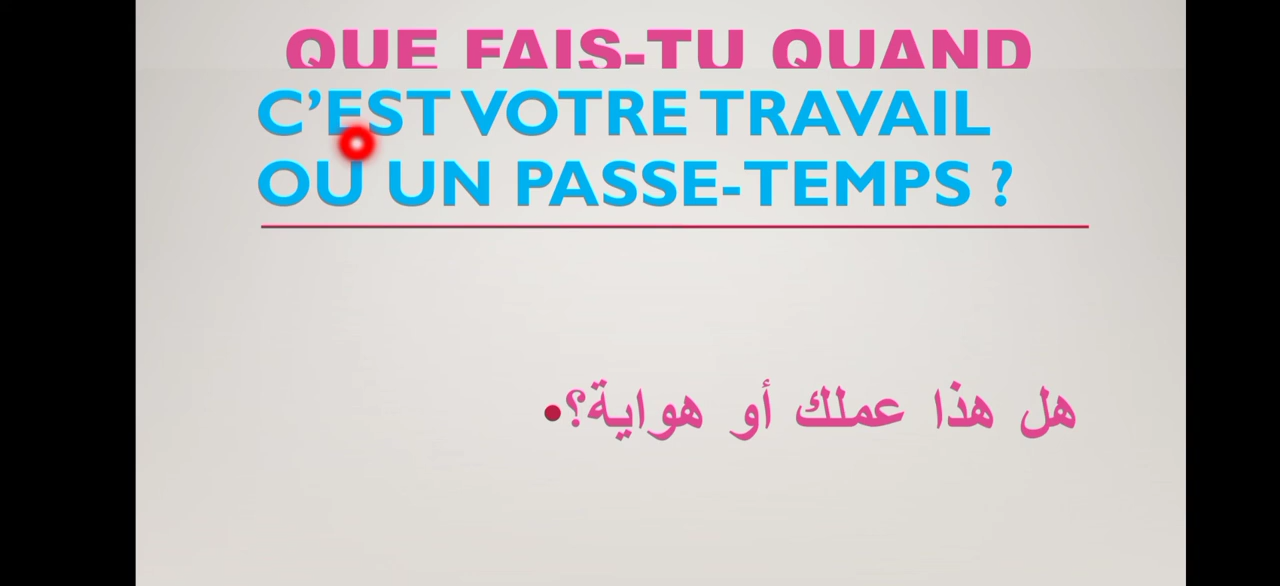 QUE FAIS-TU QUAND
C'EST VOTRE TRAVAIL
OU UN PASSE-TEMPS ?
هل هذا عملك أو هواية؟